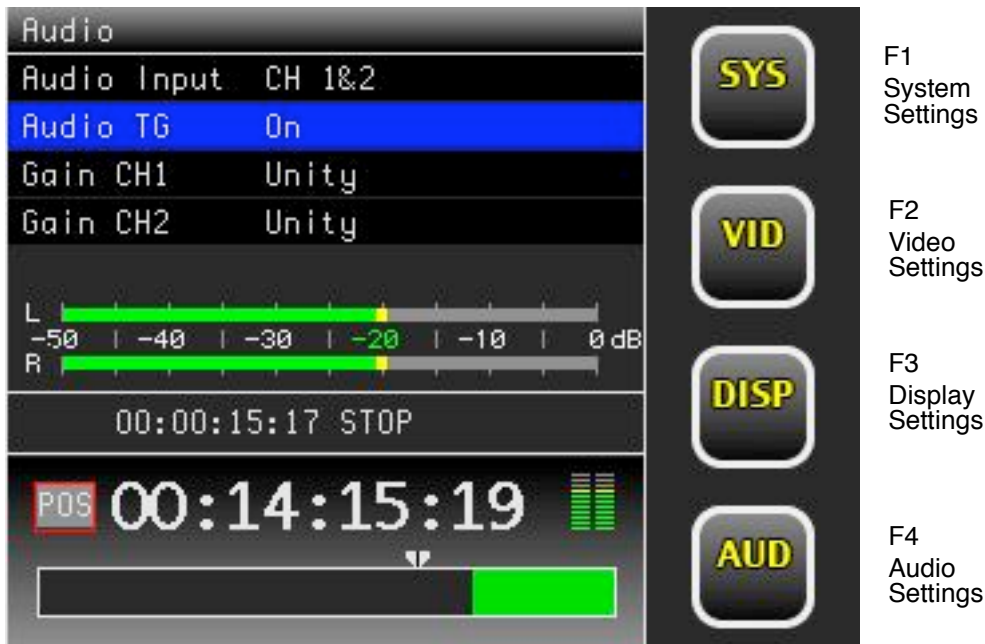 Audio
Audio Input CH 1&2
Audio TG On
Gain CH1 Unity
Gain CH2 Unity
L
-50 | -40 | -30 | -20 | -10 | 0 dB
R
00:00:15:17 STOP
POS 00:14:15:19
SYS
F1
System
Settings
VID
F2
Video
Settings
DISP
F3
Display
Settings
AUD
F4
Audio
Settings